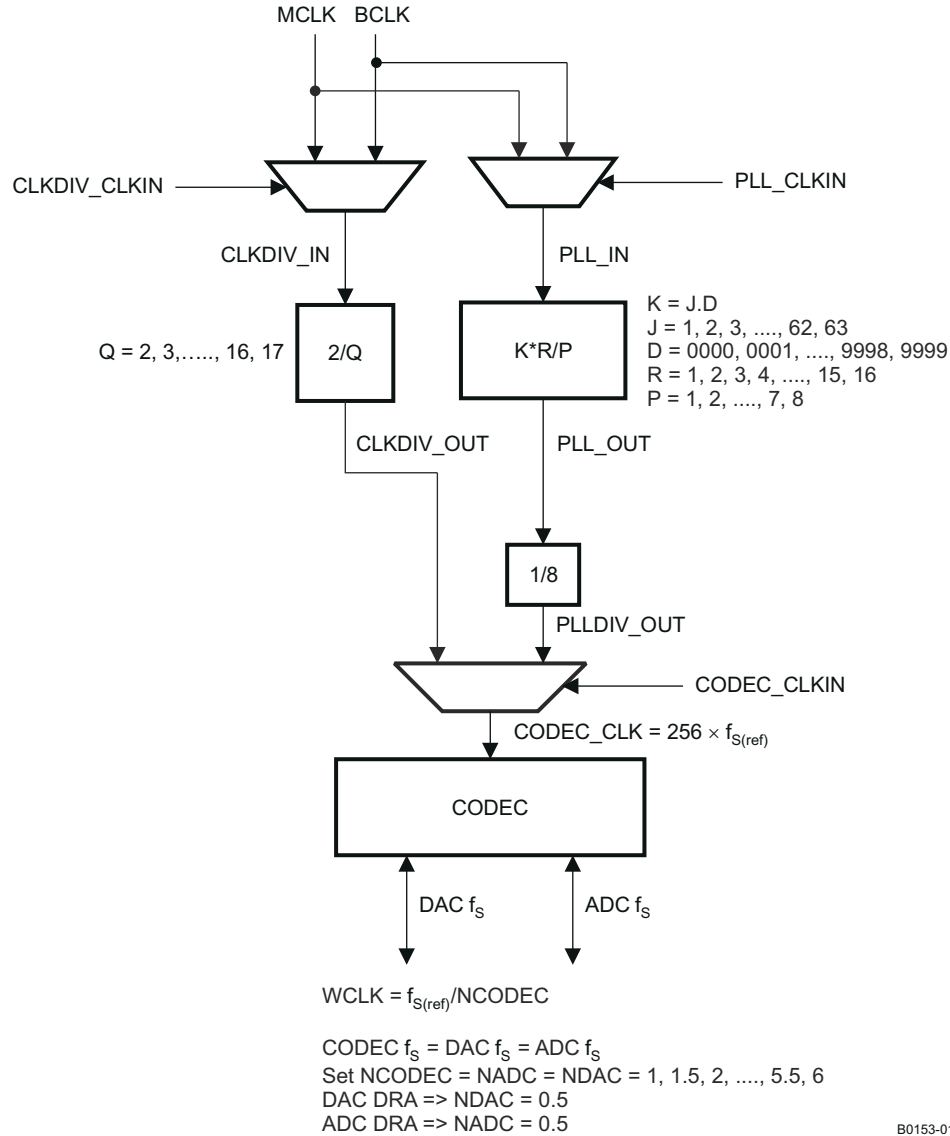 MCLK BCLK
CLKDIV_CLKIN
PLL_CLKIN
CLKDIV_IN
PLL_IN
Q = 2, 3,….., 16, 17
2/Q
K*R/P
K = J.D
J = 1, 2, 3, ...., 62, 63
D = 0000, 0001, ...., 9998, 9999
R = 1, 2, 3, 4, ...., 15, 16
P = 1, 2, ...., 7, 8
CLKDIV_OUT
PLL_OUT
1/8
PLLDIV_OUT
CODEC_CLKIN
CODEC_CLK = 256 × fS(ref)
CODEC
DAC fS
ADC fS
WCLK = fS(ref)/NCODEC
CODEC fS = DAC fS = ADC fS
Set NCODEC = NADC = NDAC = 1, 1.5, 2, ...., 5.5, 6
DAC DRA => NDAC = 0.5
ADC DRA => NADC = 0.5